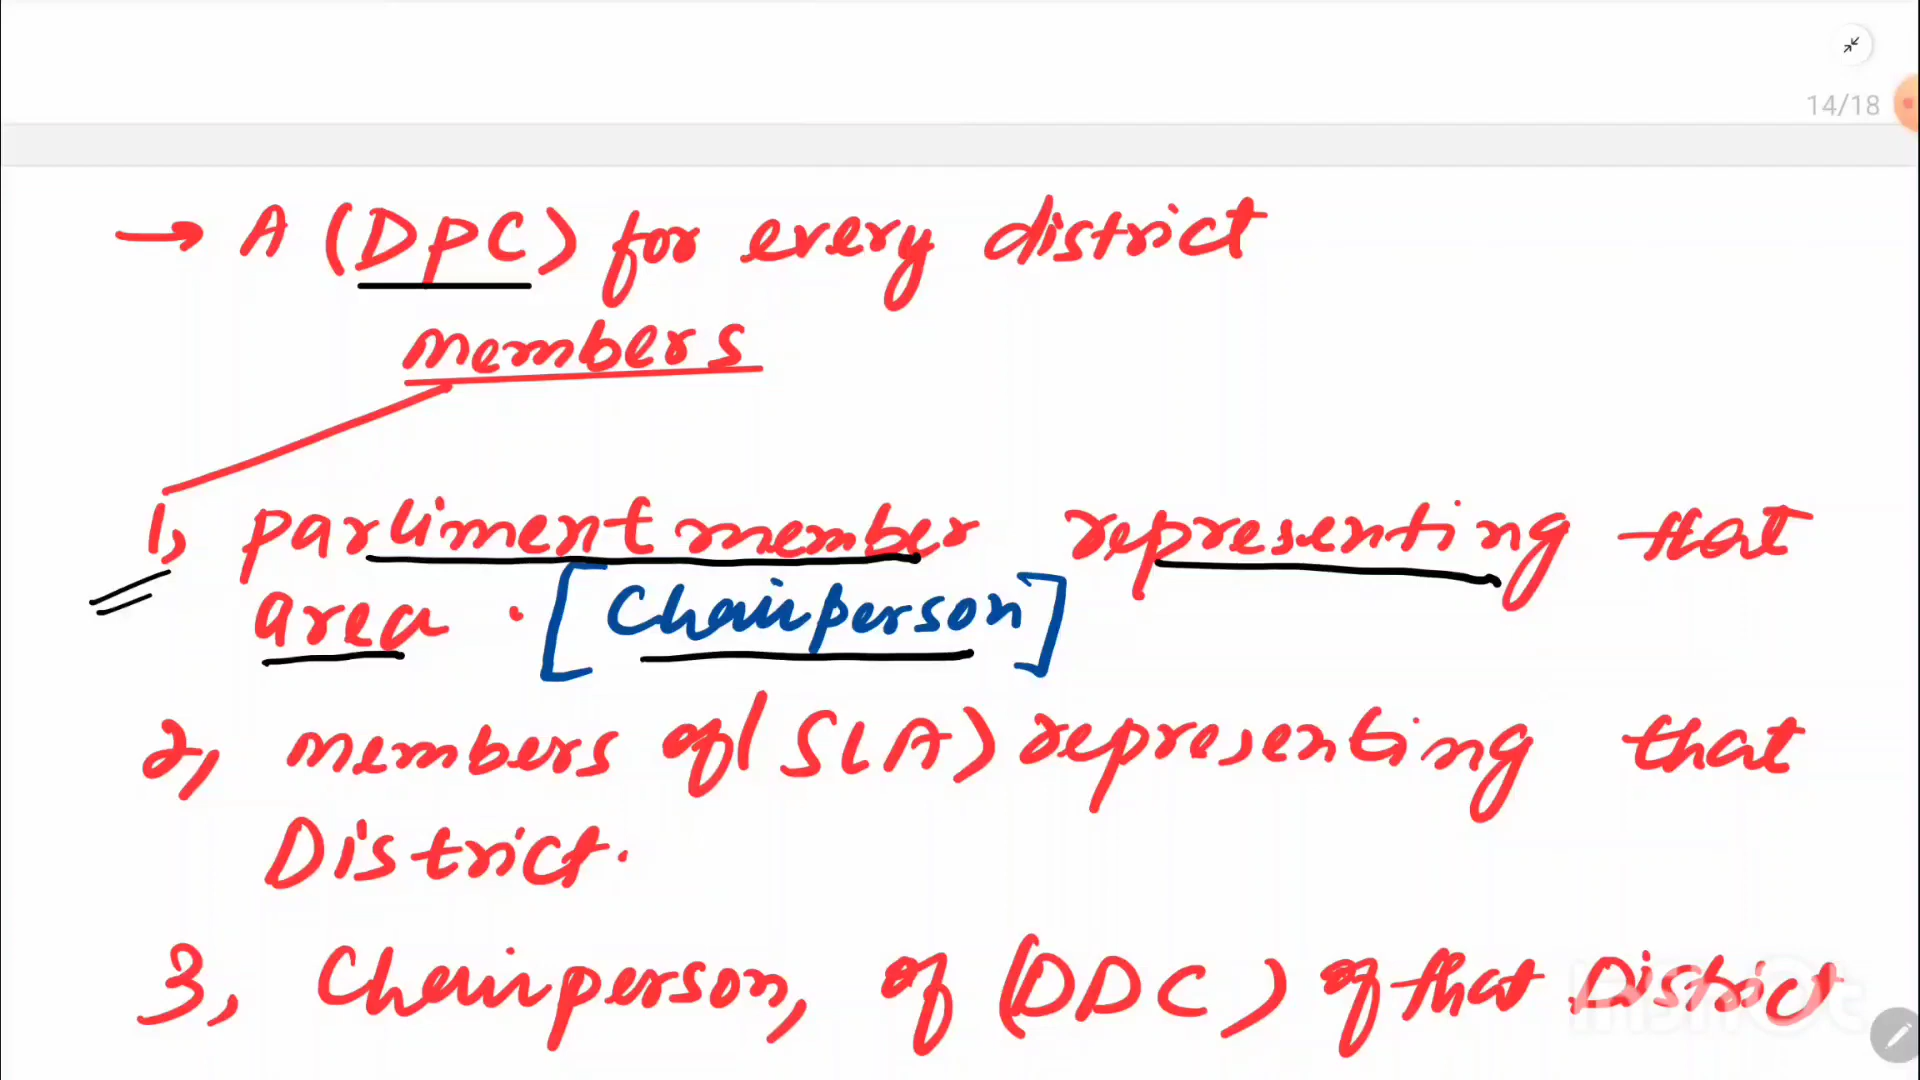 14/18
→ A (DPC) for every district
members
1, parliment member representing that
area . [Chairperson]
2, members of (SLA) representing that
District.
3, Chairperson, of (DDC) of that District
inshot